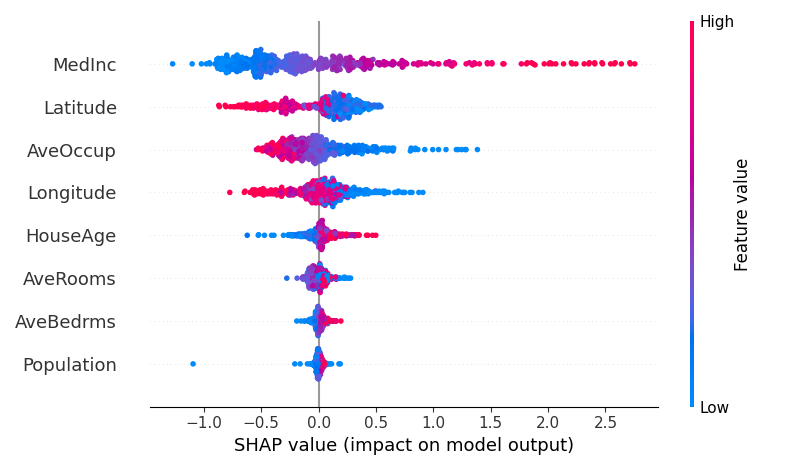 High
MedInc
Latitude
AveOccup
Longitude
HouseAge
AveRooms
AveBedrms
Population
Feature value
Low
−1.0 −0.5 0.0 0.5 1.0 1.5 2.0 2.5
SHAP value (impact on model output)